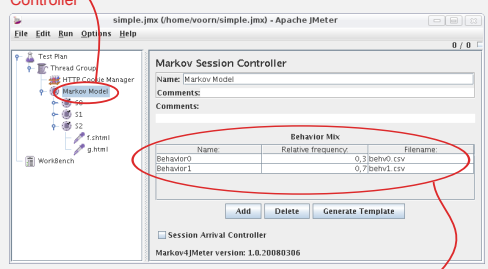 Controller
simple.jmx (/home/voorn/simple.jmx) - Apache JMeter
File Edit Run Options Help
0 / 0
Test Plan
Thread Group
HTTP Cookie Manager
Markov Model
S0
S1
S2
f.shtml
g.html
WorkBench
Markov Session Controller
Name: Markov Model
Comments:
Comments:
Behavior Mix
Name: Relative frequency: Filename:
Behavior0 0,3 behv0.csv
Behavior1 0,7 behv1.csv
Add Delete Generate Template
Session Arrival Controller
Markov4JMeter version: 1.0.20080306